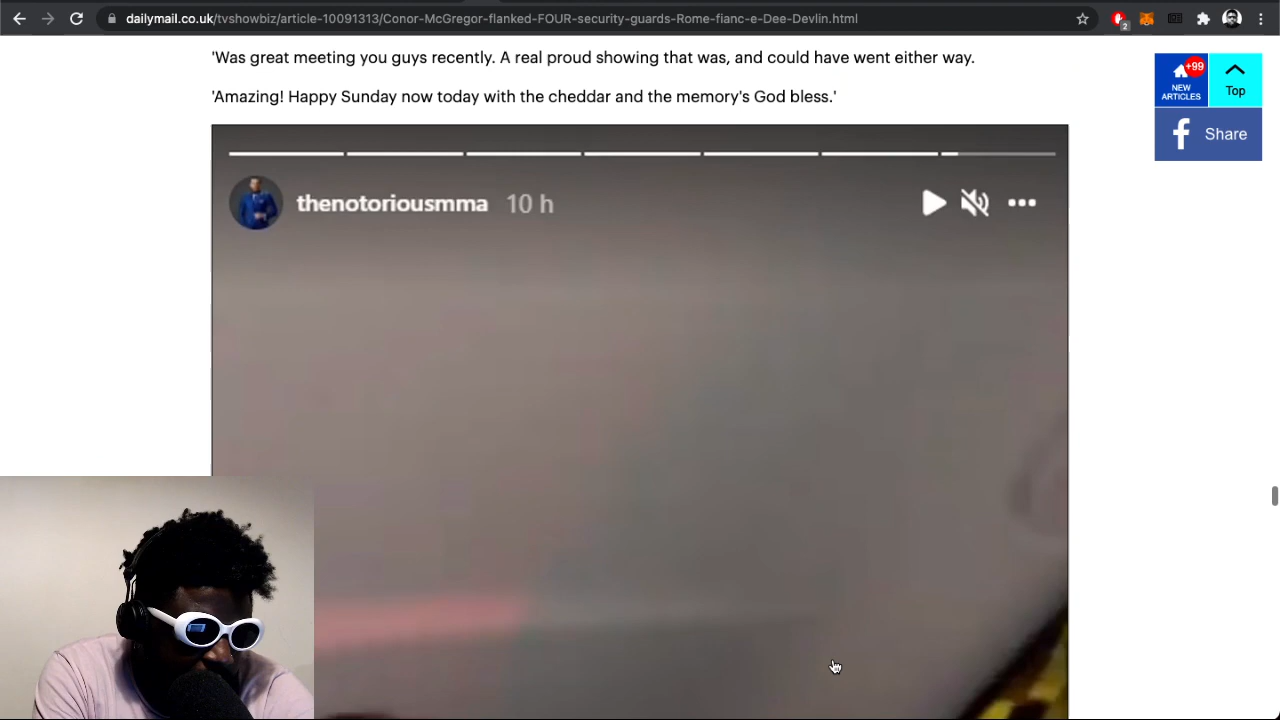 dailymail.co.uk/tvshowbiz/article-10091313/Conor-McGregor-flanked-FOUR-security-guards-Rome-fianc-e-Dee-Devlin.html
2
'Was great meeting you guys recently. A real proud showing that was, and could have went either way.
'Amazing! Happy Sunday now today with the cheddar and the memory's God bless.'
+99
NEW
ARTICLES
Top
f Share
thenotoriousmma 10 h